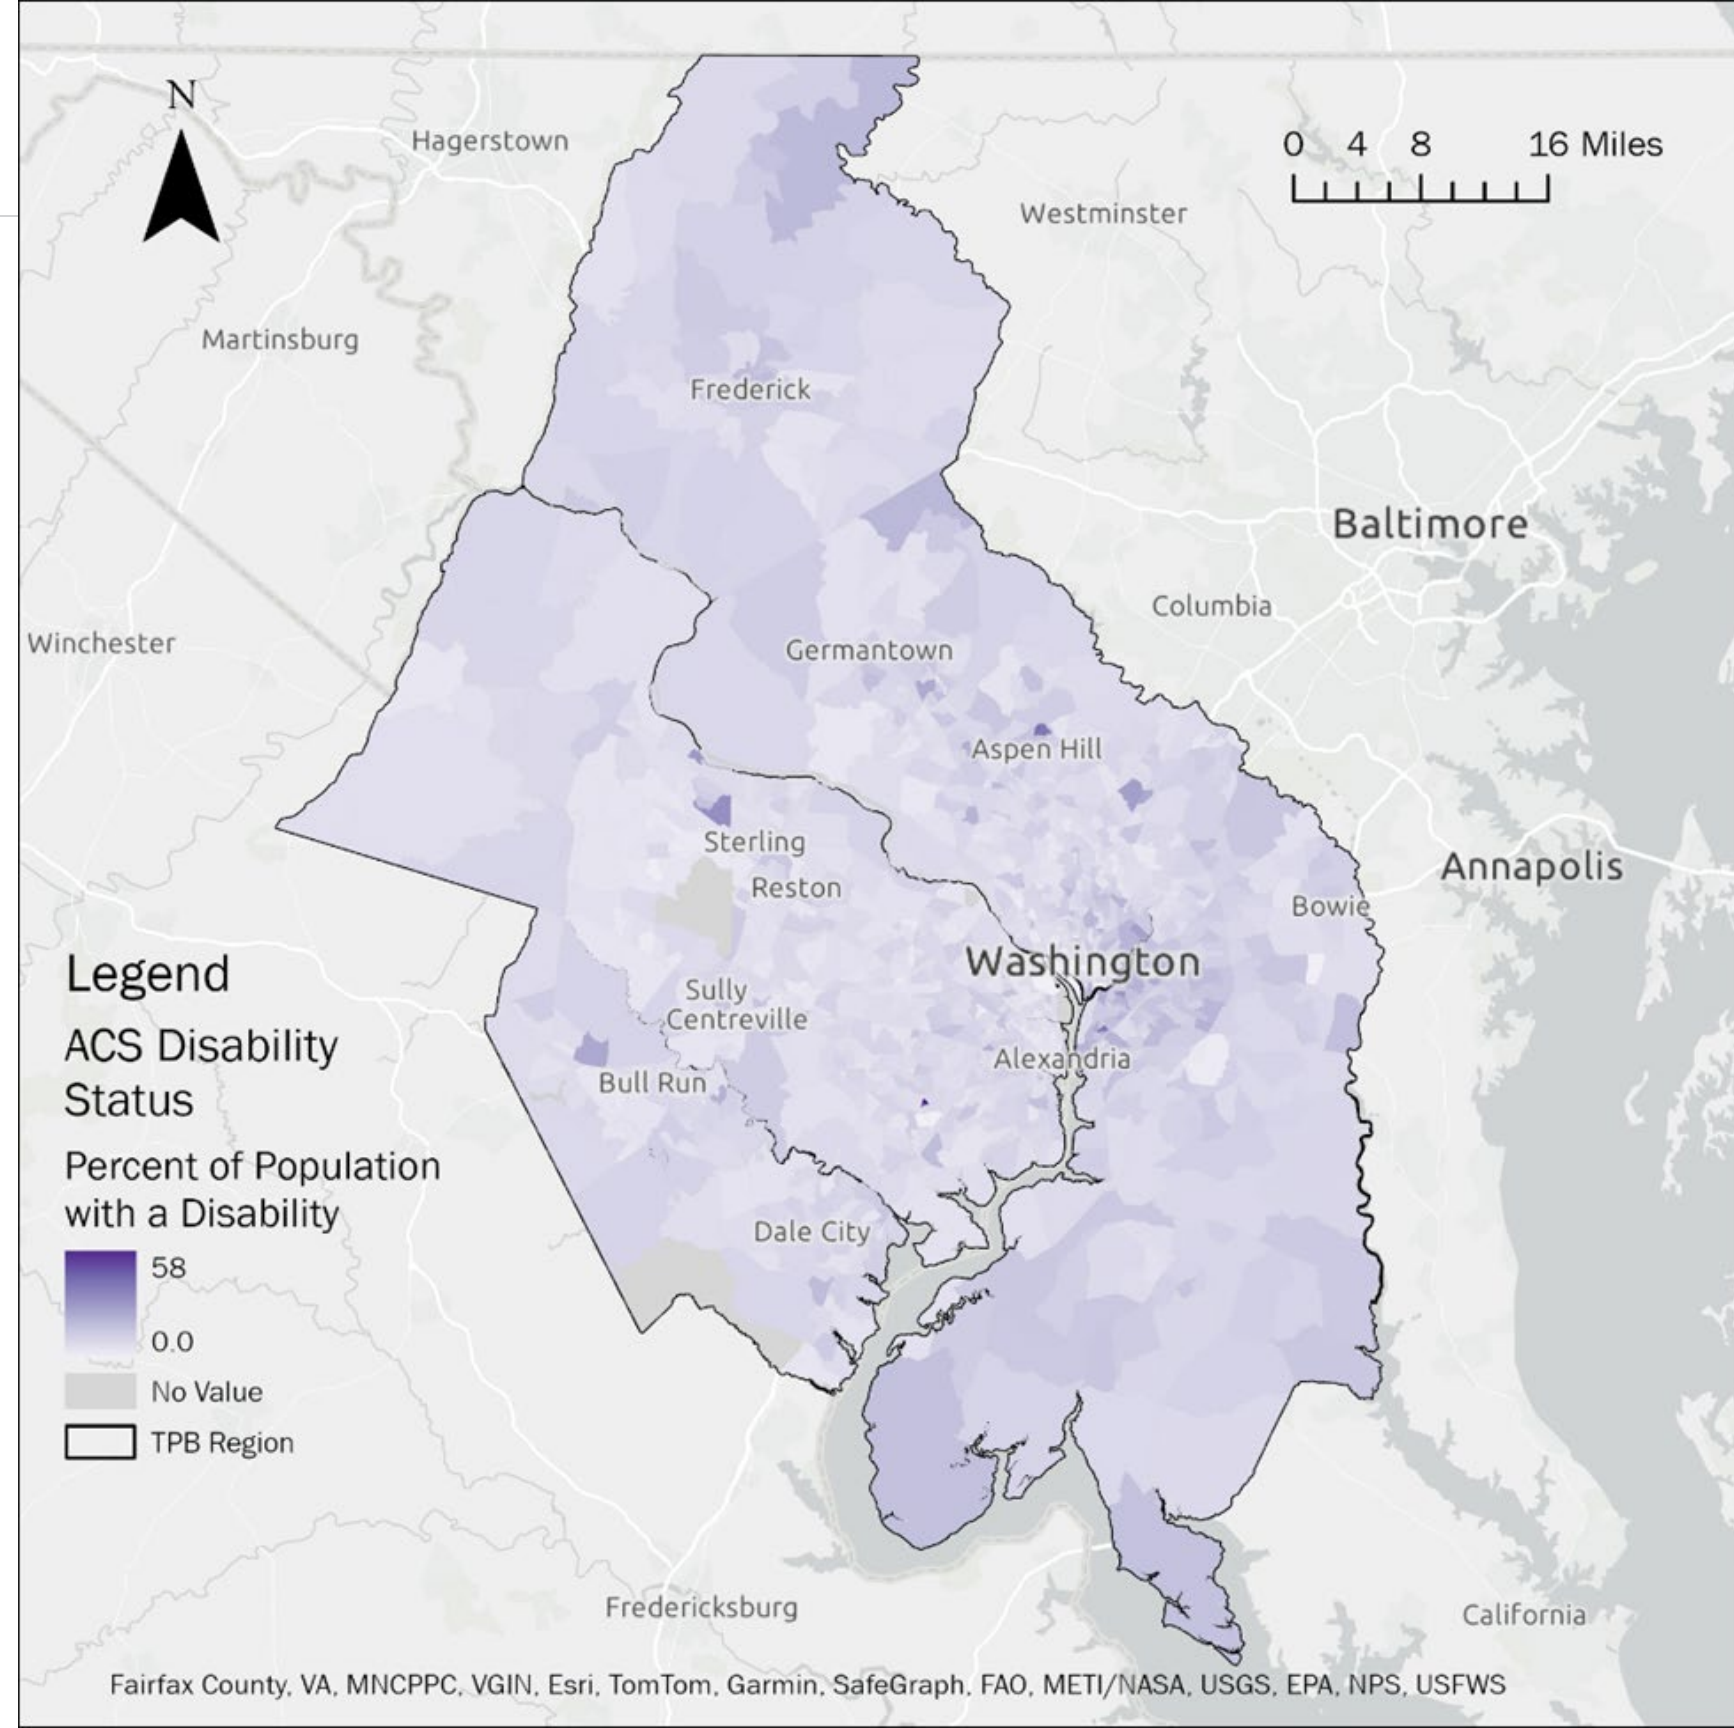 N
Hagerstown
0 4 8 16 Miles
Westminster
Martinsburg
Frederick
Baltimore
Columbia
Winchester
Germantown
Aspen Hill
Sterling
Annapolis
Reston
Bowie
Washington
Sully
Centreville
Alexandria
Bull Run
Dale City
Legend
ACS Disability
Status
Percent of Population
with a Disability
58
0.0
No Value
TPB Region
Fredericksburg
California
Fairfax County, VA, MNCPPC, VGIN, Esri, TomTom, Garmin, SafeGraph, FAO, METI/NASA, USGS, EPA, NPS, USFWS